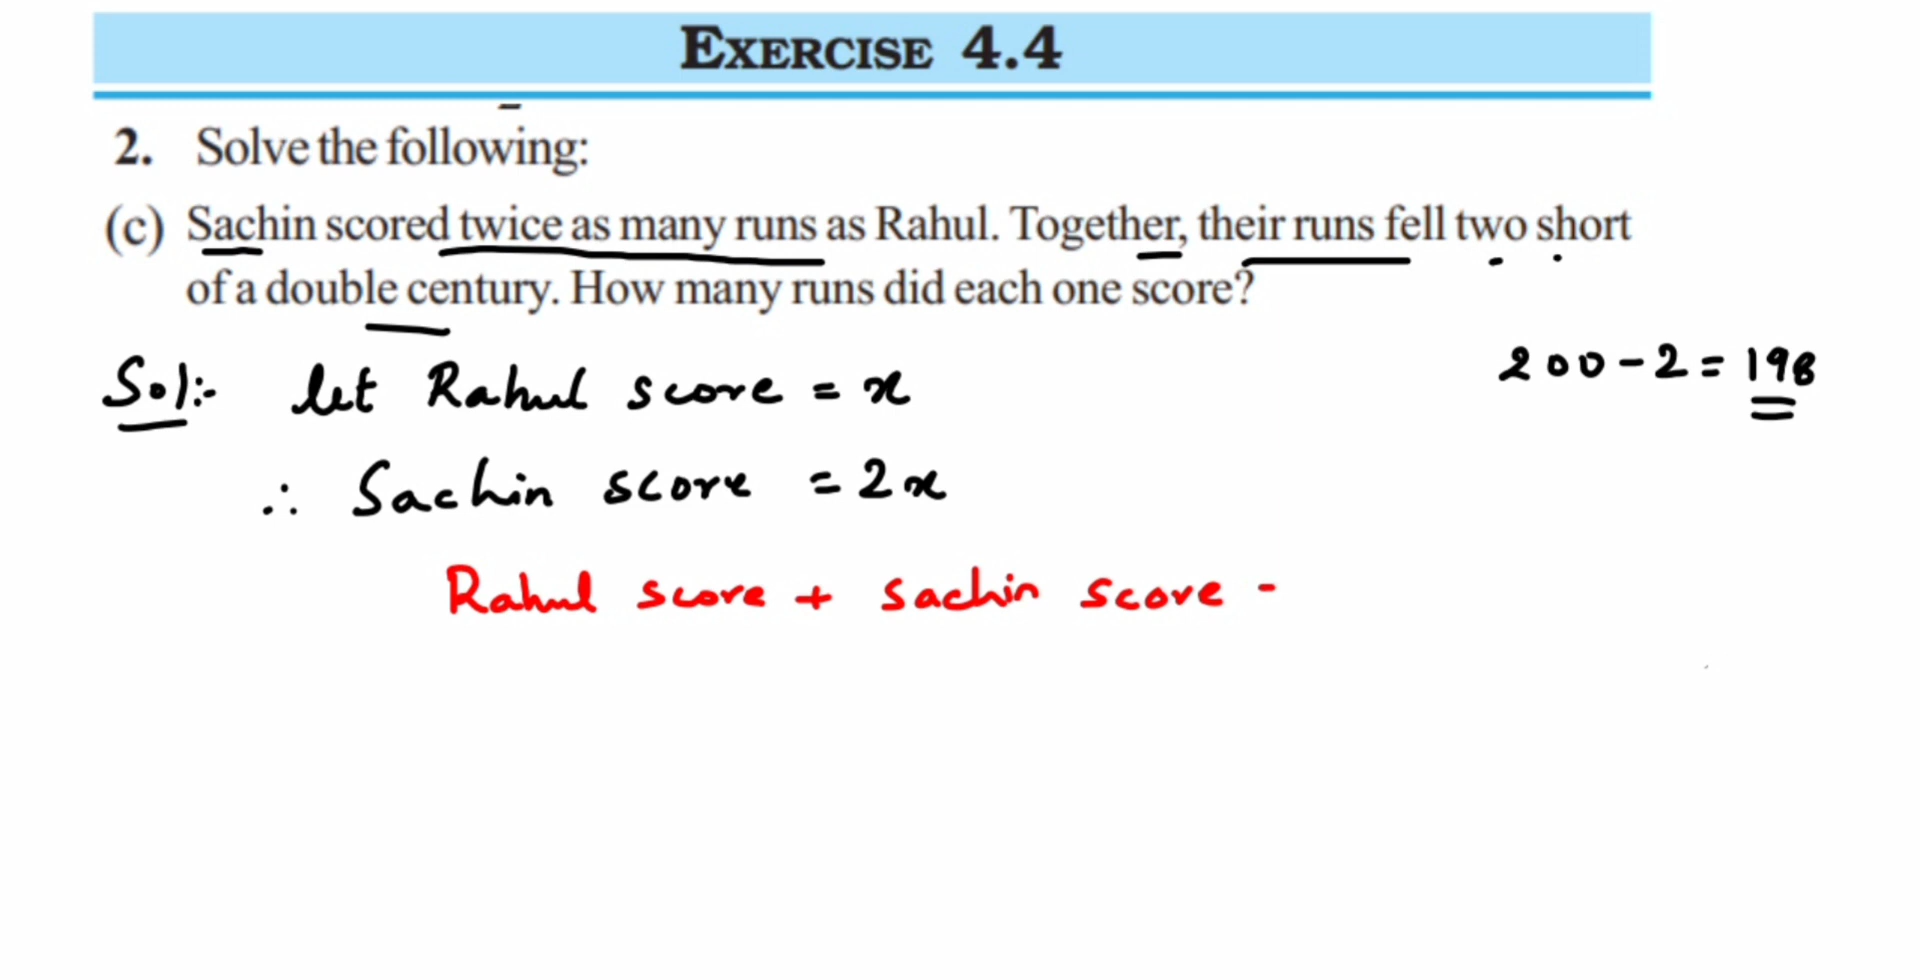 EXERCISE 4.4
2. Solve the following:
(c) Sachin scored twice as many runs as Rahul. Together, their runs fell two short
of a double century. How many runs did each one score?
200-2=198
Sol:- let Rahul score = x
∴ Sachin score = 2x
Rahul score + Sachin score -